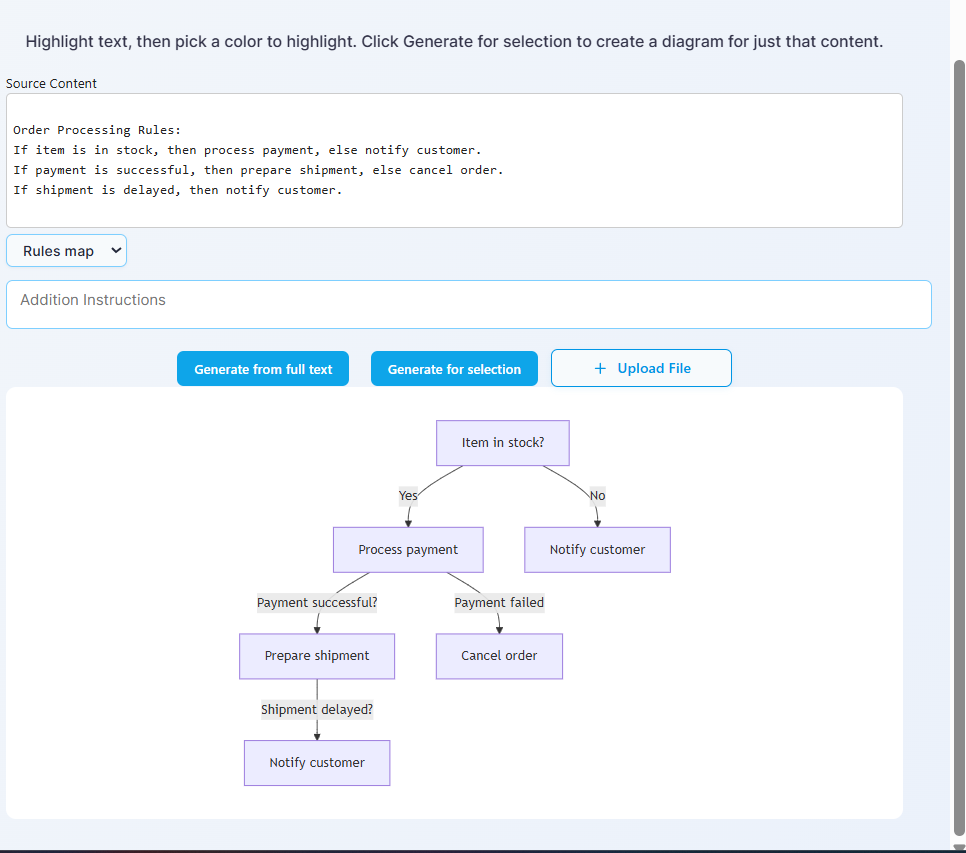 Highlight text, then pick a color to highlight. Click Generate for selection to create a diagram for just that content.
Source Content
Order Processing Rules:
If item is in stock, then process payment, else notify customer.
If payment is successful, then prepare shipment, else cancel order.
If shipment is delayed, then notify customer.
Rules map
Addition Instructions
Generate from full text
Generate for selection
+ Upload File
Item in stock?
Yes
No
Process payment
Notify customer
Payment successful?
Payment failed
Prepare shipment
Cancel order
Shipment delayed?
Notify customer